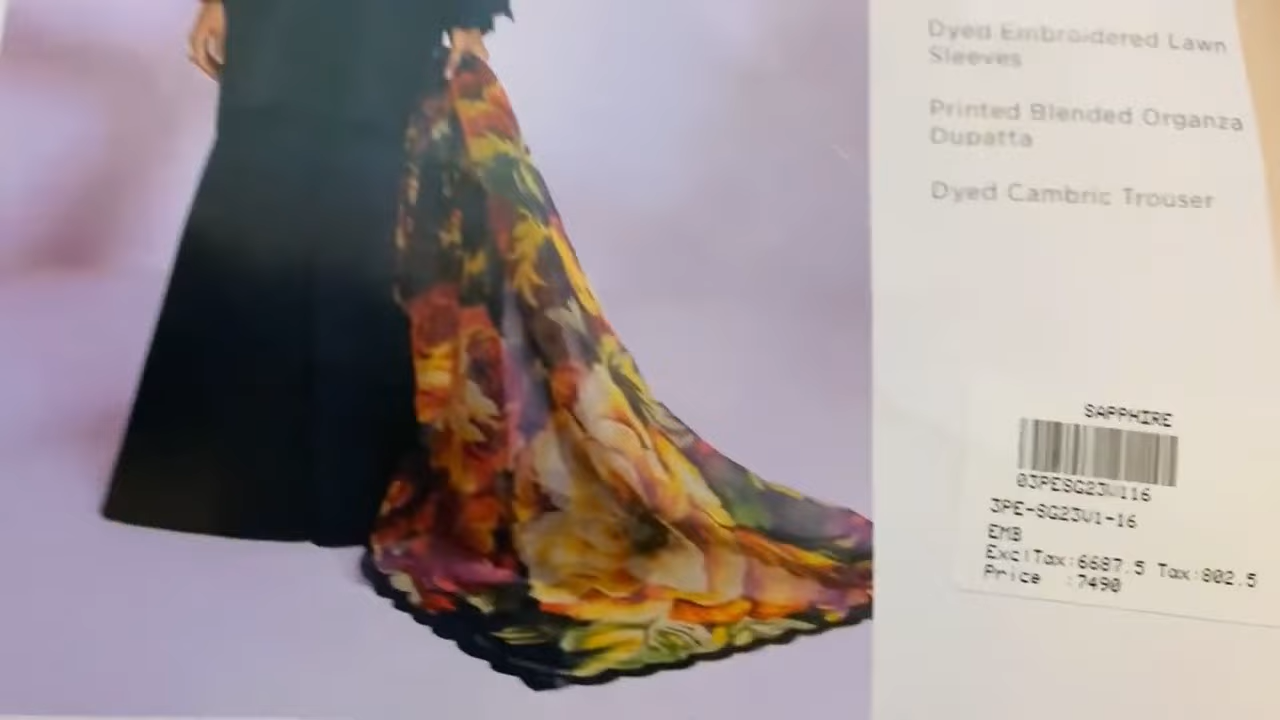 Dyed Embroidered Lawn
Sleeves
Printed Blended Organza
Dupatta
Dyed Cambric Trouser
SAPPHIRE
03PESG23V116
3PE-SG23V1-16
EMB
ExclTax:6687.5 Tax:802.5
Price :7490